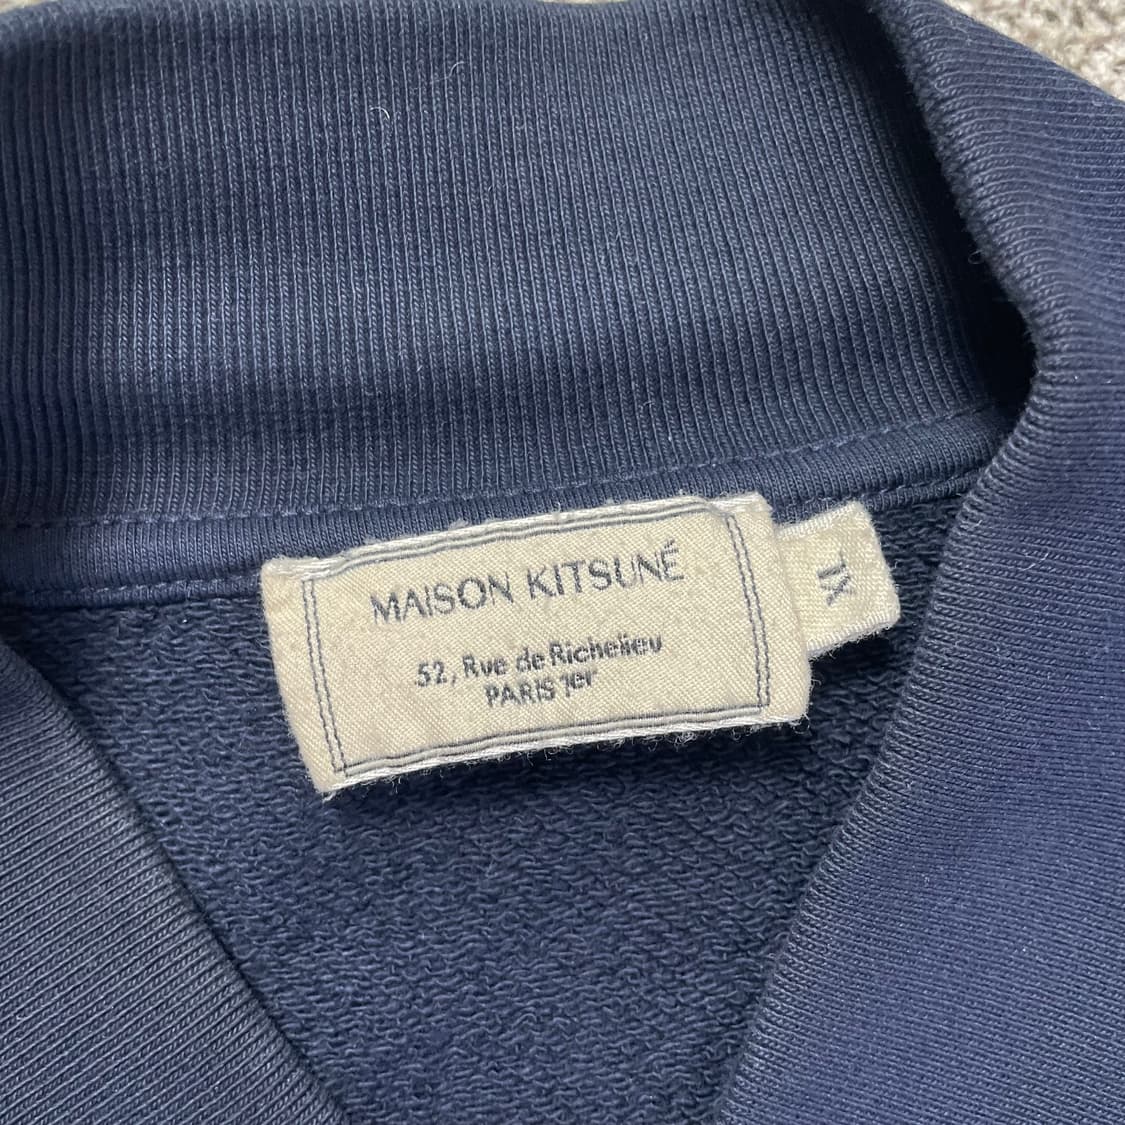 MAISON KITSUNÉ
52, Rue de Richelieu
PARIS 1er
XL